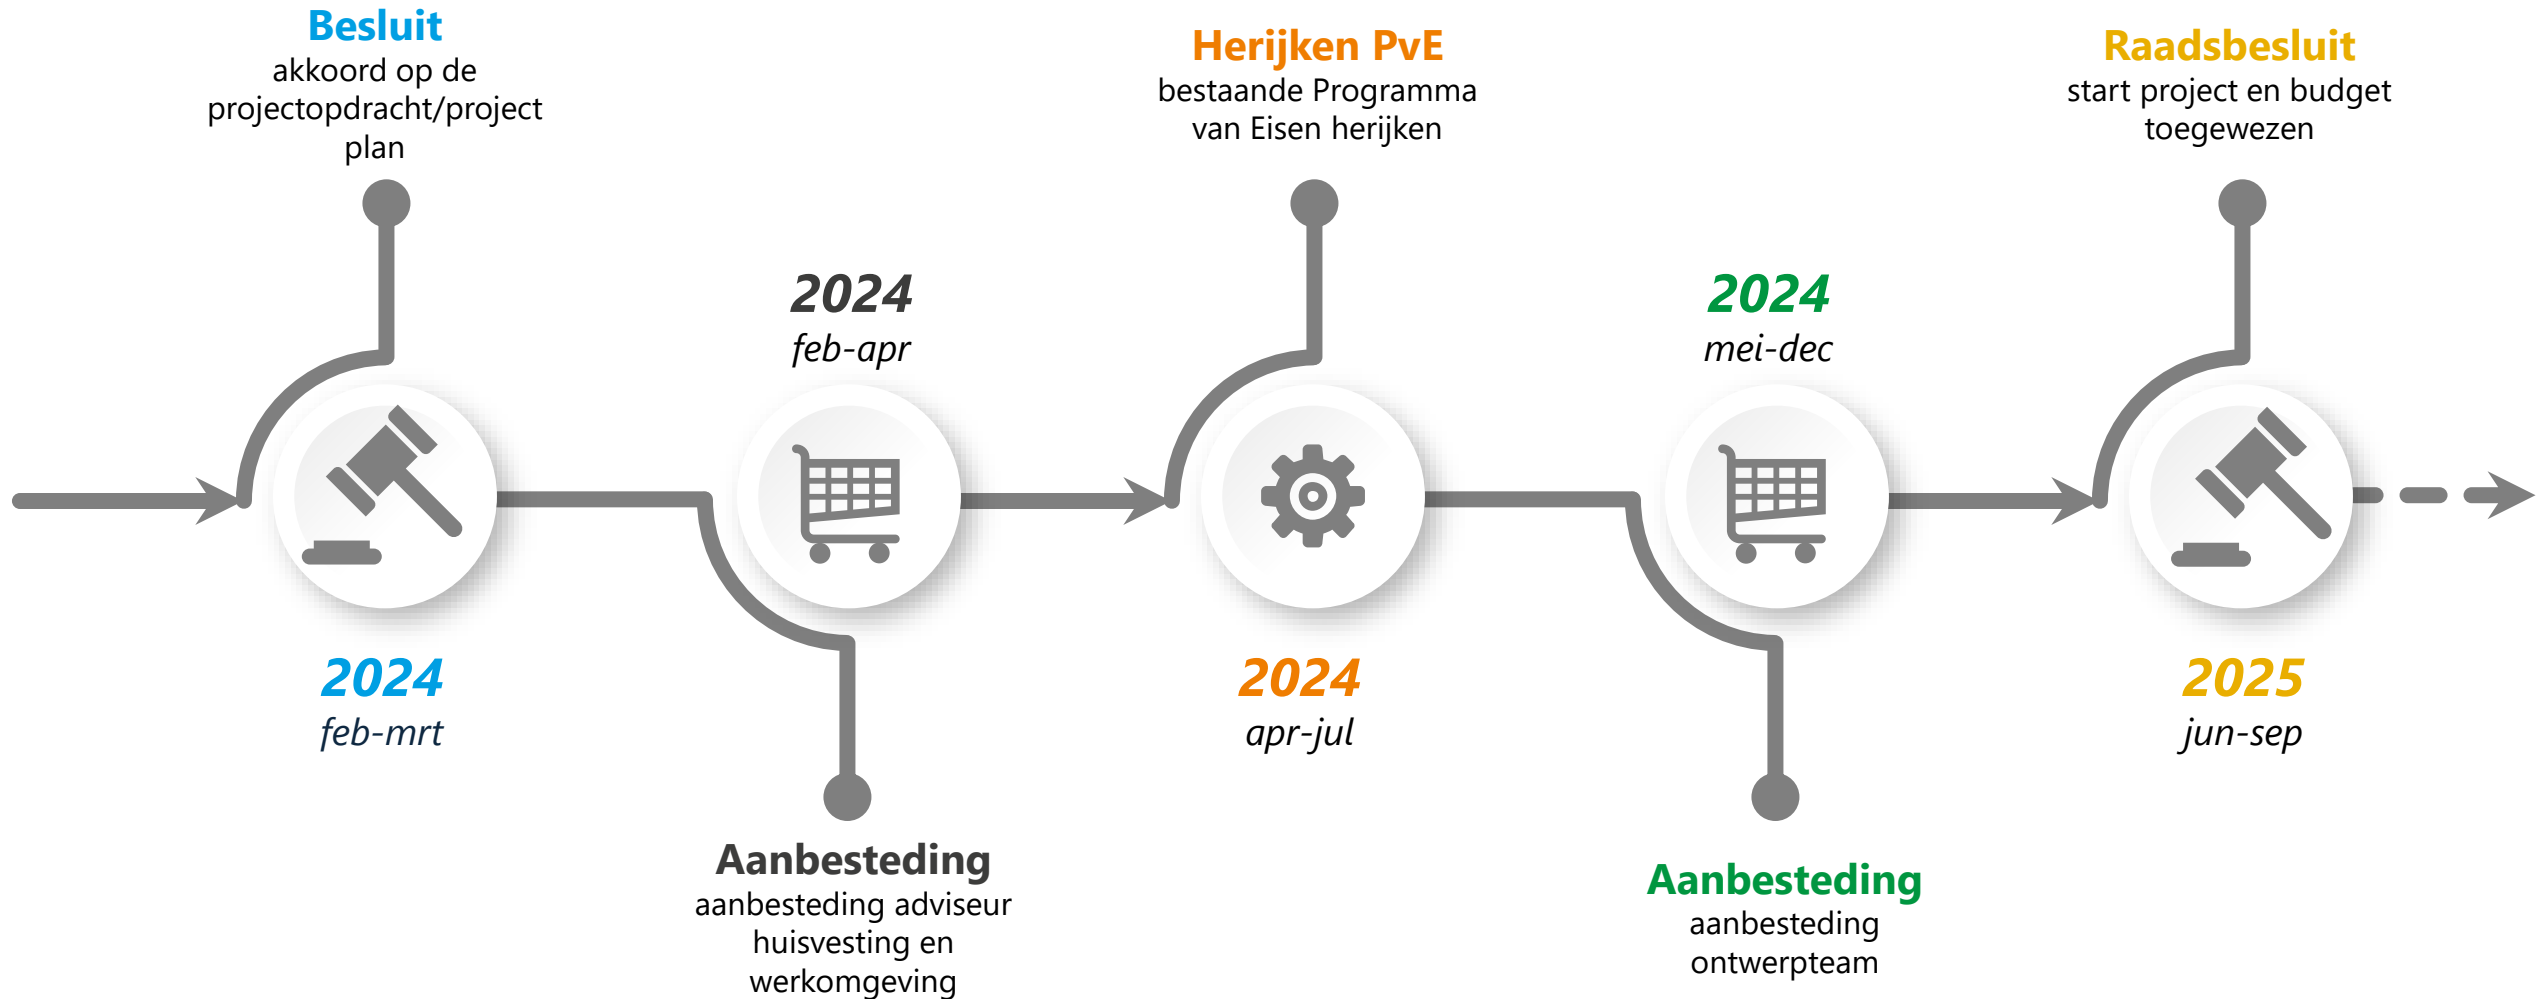 Besluit
akkoord op de
projectopdracht/project
plan
2024
feb-mrt
2024
feb-apr
Aanbesteding
aanbesteding adviseur
huisvesting en
werkomgeving
Herijken PvE
bestaande Programma
van Eisen herijken
2024
apr-jul
2024
mei-dec
Aanbesteding
aanbesteding
ontwerpteam
Raadsbesluit
start project en budget
toegewezen
2025
jun-sep